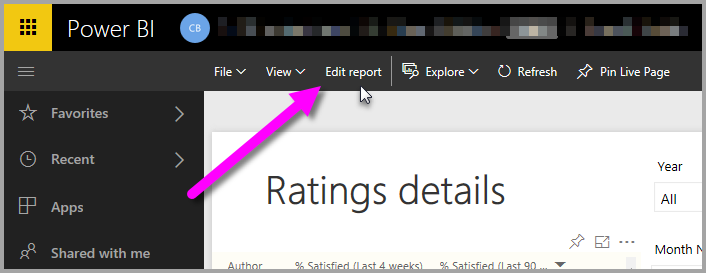 Power BI CB
File View Edit report Explore Refresh Pin Live Page
Favorites
Recent
Apps
Shared with me
Ratings details
Year
All
Month N
Author % Satisfied (Last 4 weeks) % Satisfied (Last 90 ...